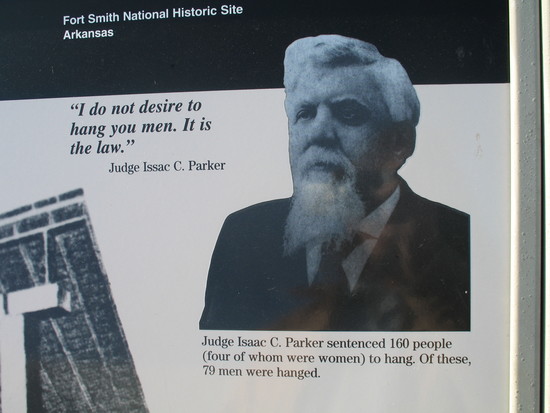 Fort Smith National Historic Site
Arkansas
“I do not desire to
hang you men. It is
the law.”
Judge Issac C. Parker
Judge Isaac C. Parker sentenced 160 people
(four of whom were women) to hang. Of these,
79 men were hanged.